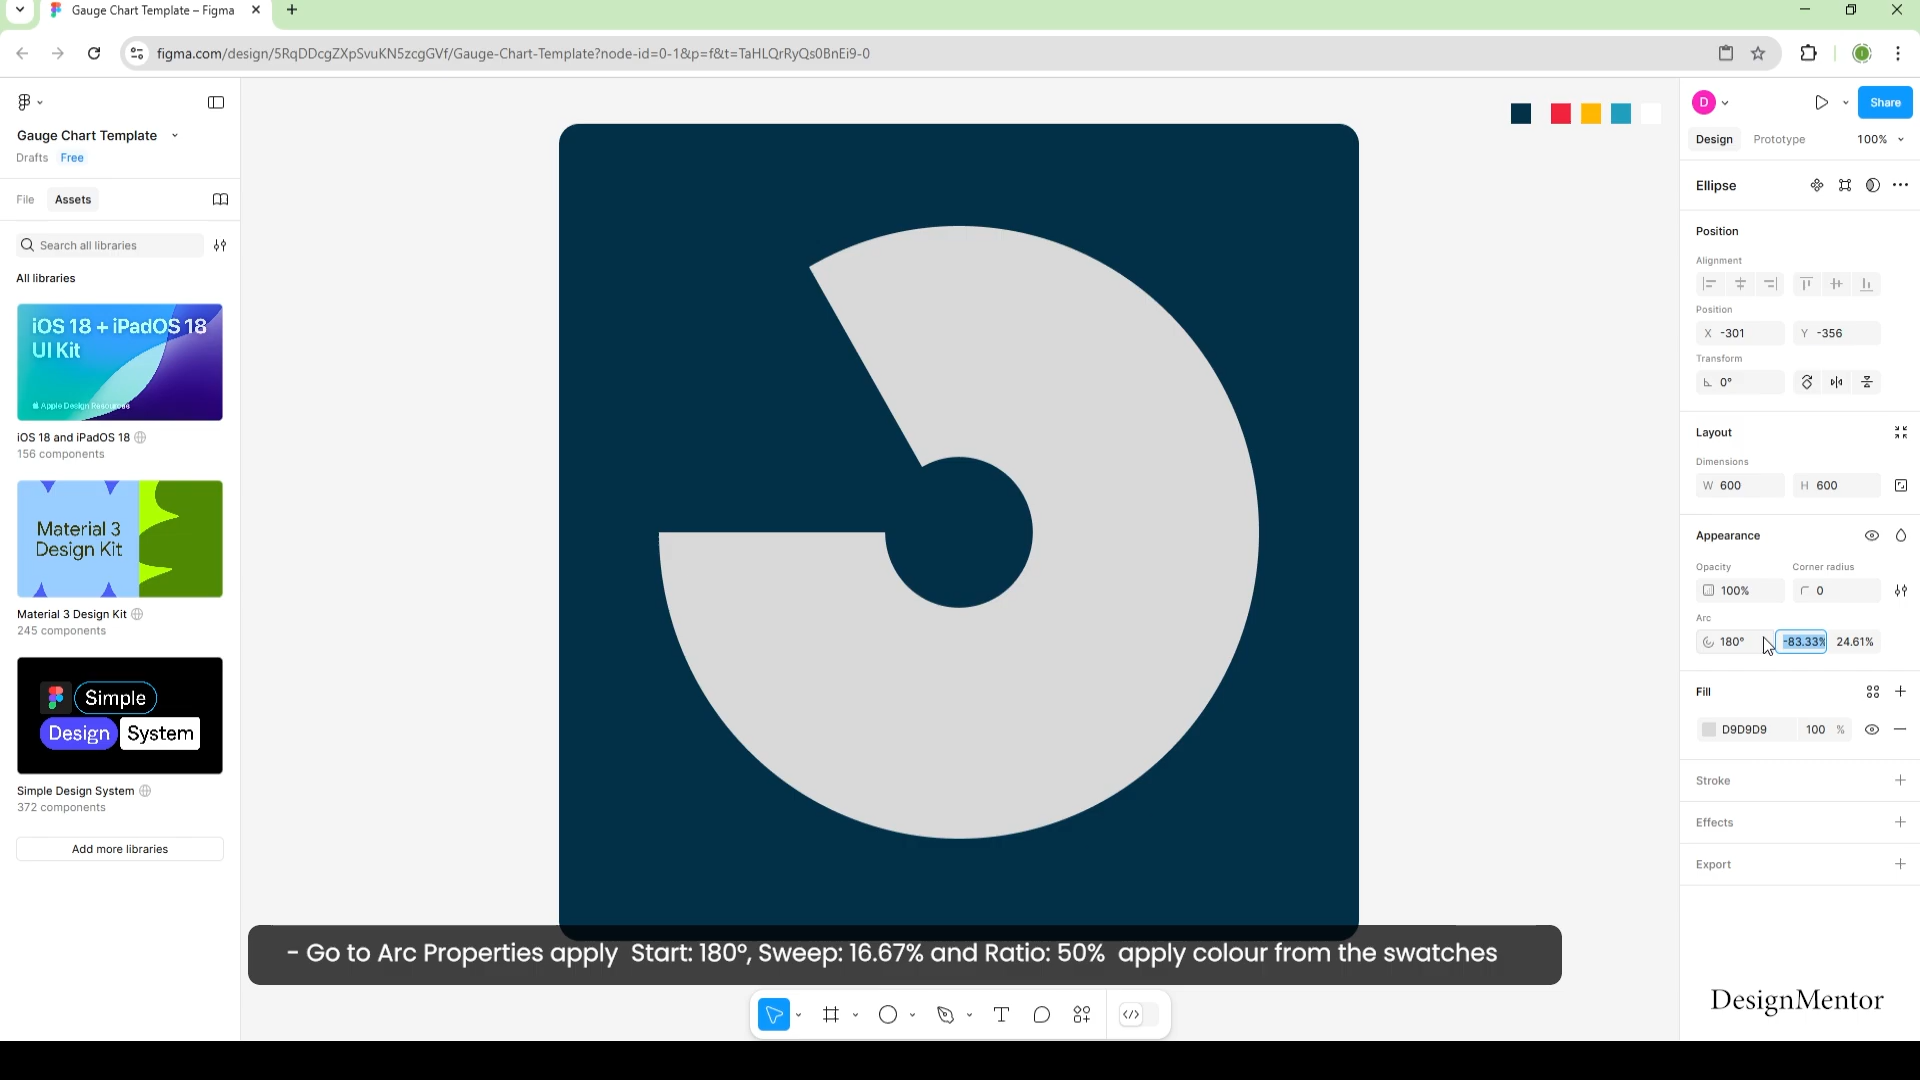 Gauge Chart Template – Figma
figma.com/design/5RqDDcgZXpSvuKN5zcgGVf/Gauge-Chart-Template?node-id=0-1&p=f&t=TaHLQrRyQs0BnEi9-0
Gauge Chart Template
Drafts Free
File Assets
Search all libraries
All libraries
iOS 18 + iPadOS 18
UI Kit
Apple Design Resources
iOS 18 and iPadOS 18
156 components
Material 3
Design Kit
Material 3 Design Kit
245 components
Simple
Design System
Simple Design System
372 components
Add more libraries
- Go to Arc Properties apply Start: 180°, Sweep: 16.67% and Ratio: 50% apply colour from the swatches
D
Share
Design Prototype 100%
Ellipse
Position
Alignment
Position
X -301 Y -356
Transform
0°
Layout
Dimensions
W 600 H 600
Appearance
Opacity Corner radius
100% 0
Arc
180° -83.33% 24.61%
Fill
D9D9D9 100 %
Stroke
Effects
Export
DesignMentor